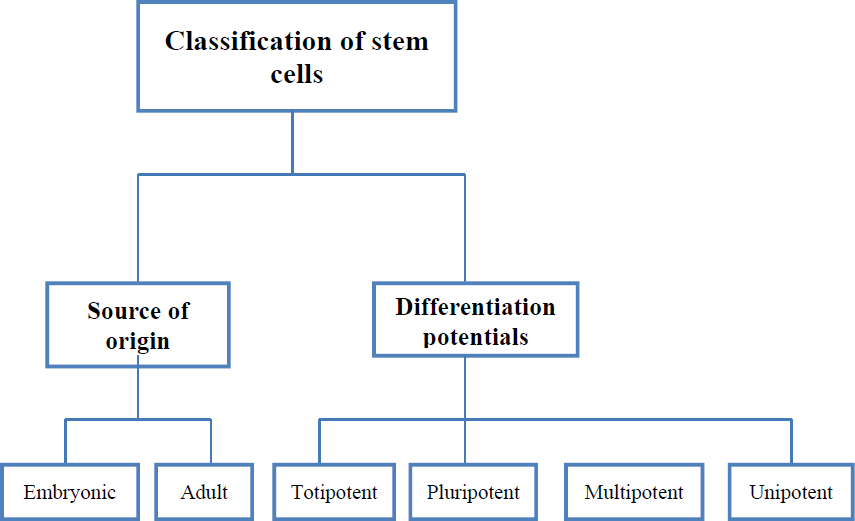 Classification of stem
cells
Source of
origin
Differentiation
potentials
Embryonic
Adult
Totipotent
Pluripotent
Multipotent
Unipotent